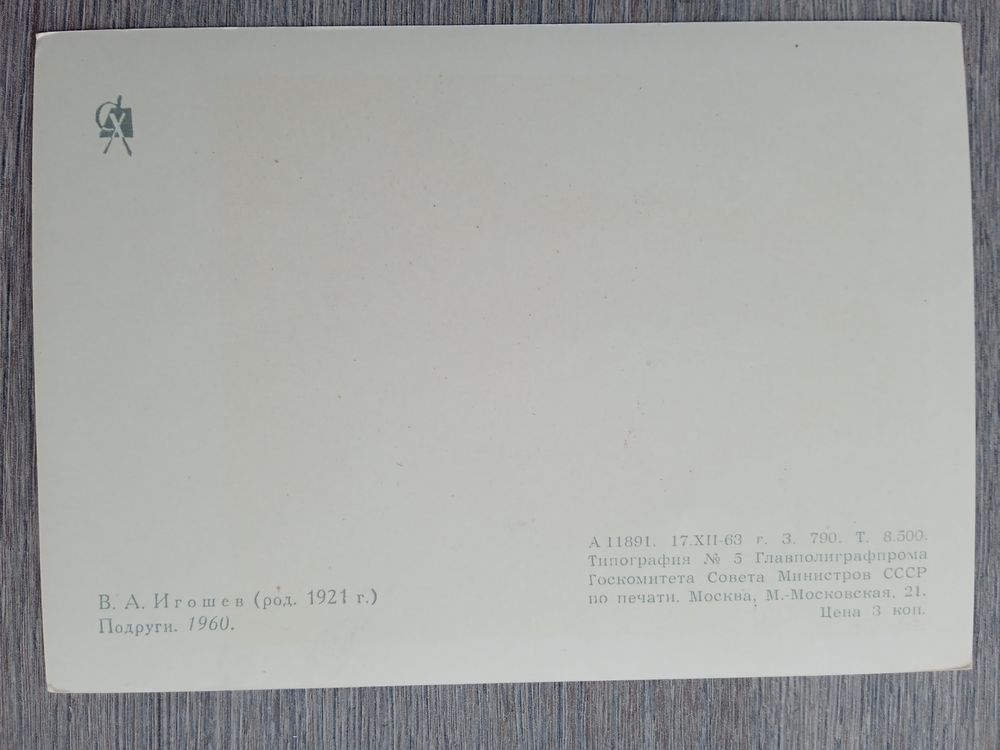 СХ
В. А. Игошев (род. 1921 г.)
Подруги. 1960.
А 11891. 17.XII-63 г. З. 790. Т. 8.500.
Типография № 5 Главполиграфпрома
Госкомитета Совета Министров СССР
по печати. Москва, М.-Московская, 21.
Цена 3 коп.